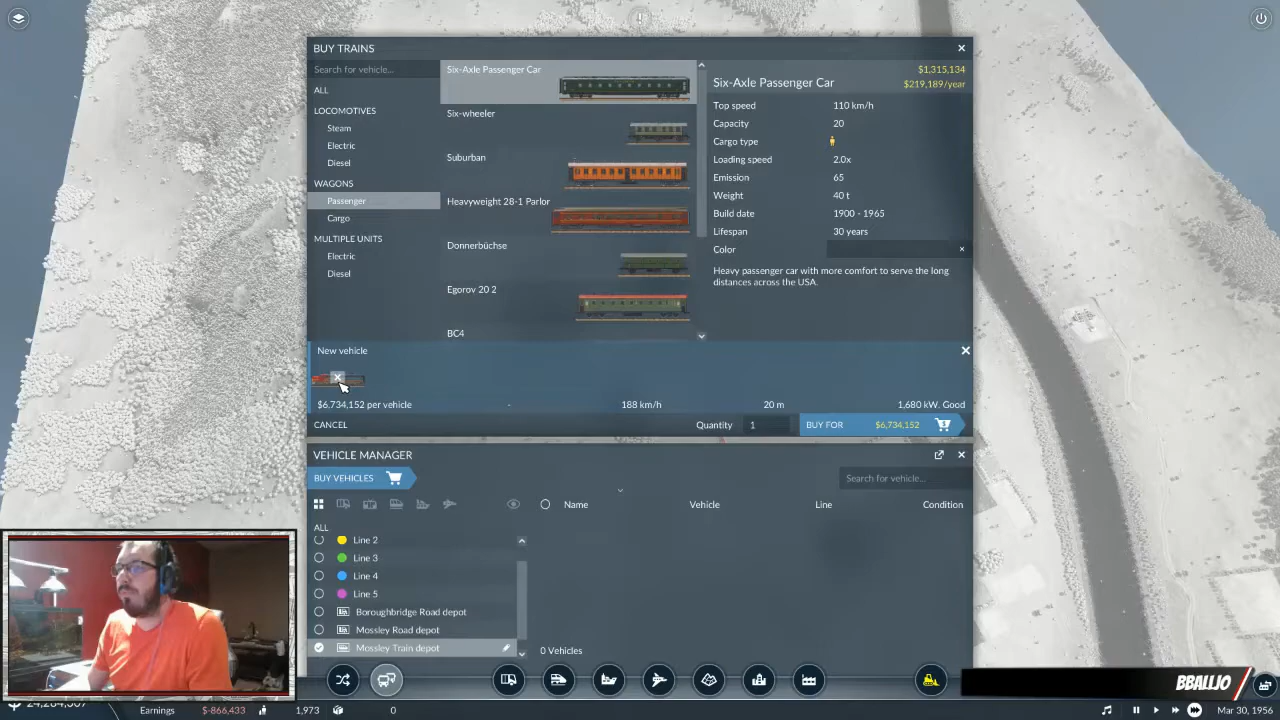 BUY TRAINS
Search for vehicle...
ALL
LOCOMOTIVES
Steam
Electric
Diesel
WAGONS
Passenger
Cargo
MULTIPLE UNITS
Electric
Diesel
Six-Axle Passenger Car
Six-wheeler
Suburban
Heavyweight 28-1 Parlor
Donnerbüchse
Egorov 20 2
BC4
$1,315,134
Six-Axle Passenger Car
$219,189/year
Top speed 110 km/h
Capacity 20
Cargo type
Loading speed 2.0x
Emission 65
Weight 40 t
Build date 1900 - 1965
Lifespan 30 years
Color
Heavy passenger car with more comfort to serve the long
distances across the USA.
New vehicle
$6,734,152 per vehicle - 188 km/h 20 m 1,680 kW. Good
CANCEL Quantity 1 BUY FOR $6,734,152
VEHICLE MANAGER
BUY VEHICLES Search for vehicle...
Name Vehicle Line Condition
ALL
Line 2
Line 3
Line 4
Line 5
Boroughbridge Road depot
Mossley Road depot
Mossley Train depot
0 Vehicles
BBALLJO
Earnings $-866,433 1,973 0 Mar 30, 1956